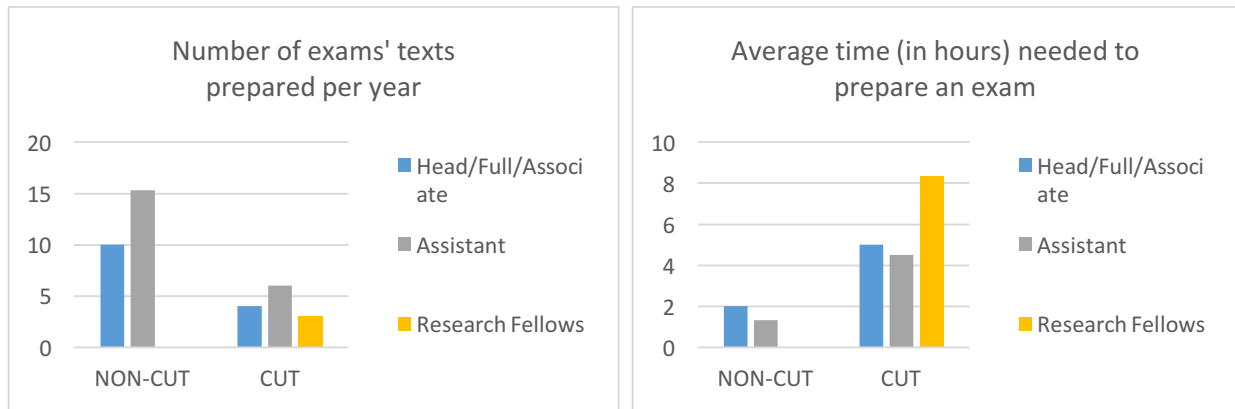 Number of exams' texts
prepared per year
20
15
10
5
0
NON-CUT
CUT
Head/Full/Associ
ate
Assistant
Research Fellows
Average time (in hours) needed to
prepare an exam
10
8
6
4
2
0
NON-CUT
CUT
Head/Full/Associ
ate
Assistant
Research Fellows